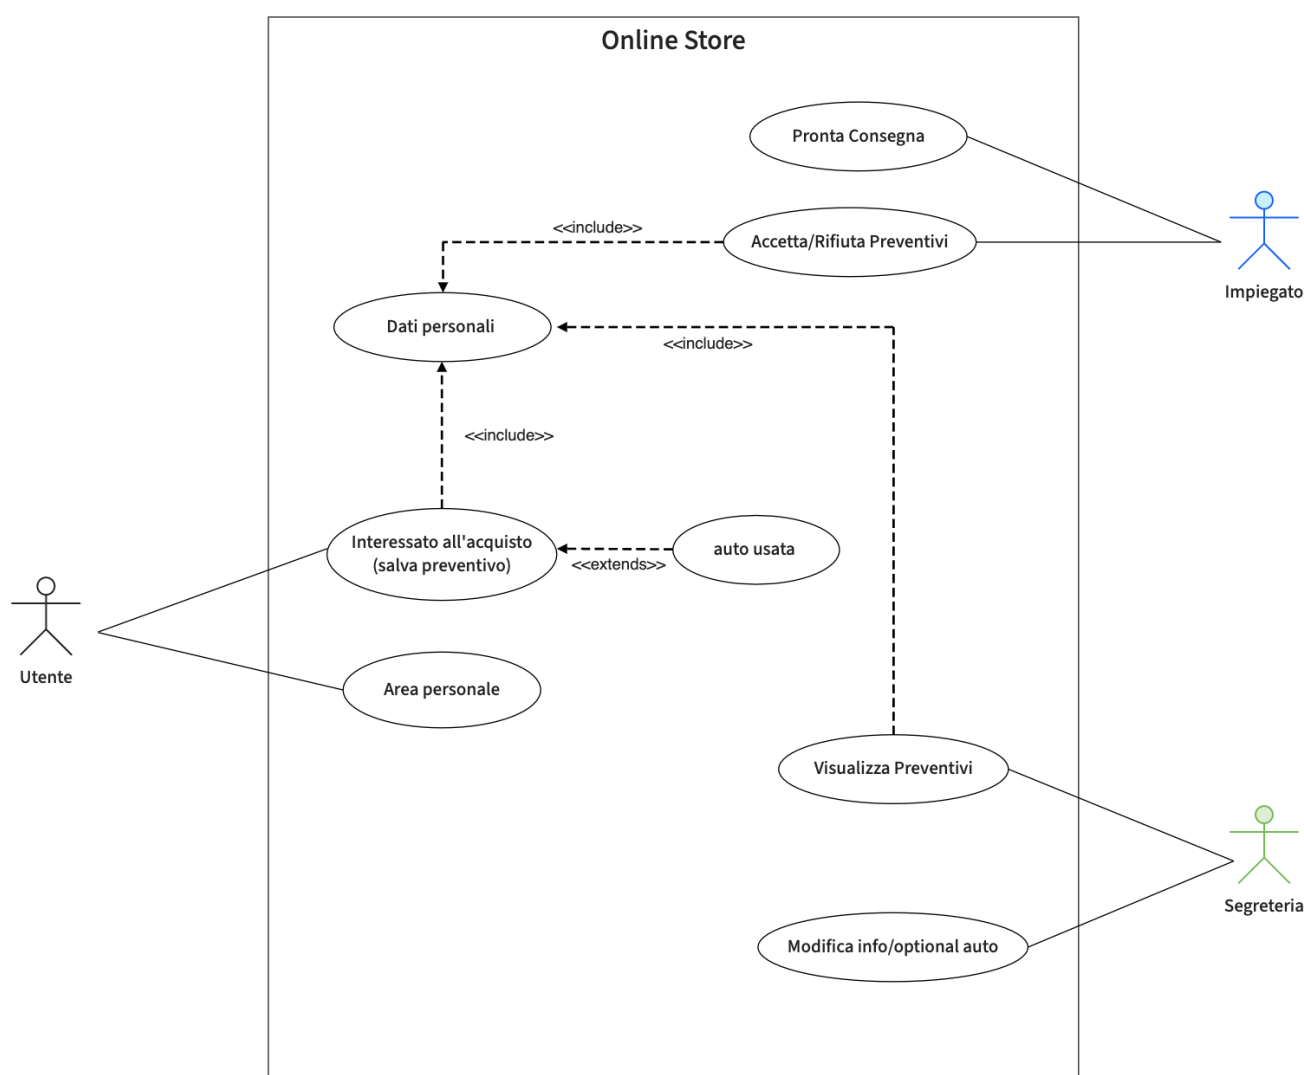 Online Store
Pronta Consegna
<<include>>
Accetta/Rifiuta Preventivi
Impiegato
Dati personali
<<include>>
<<include>>
Interessato all'acquisto
(salva preventivo)
auto usata
<<extends>>
Utente
Area personale
Visualizza Preventivi
Segreteria
Modifica info/optional auto